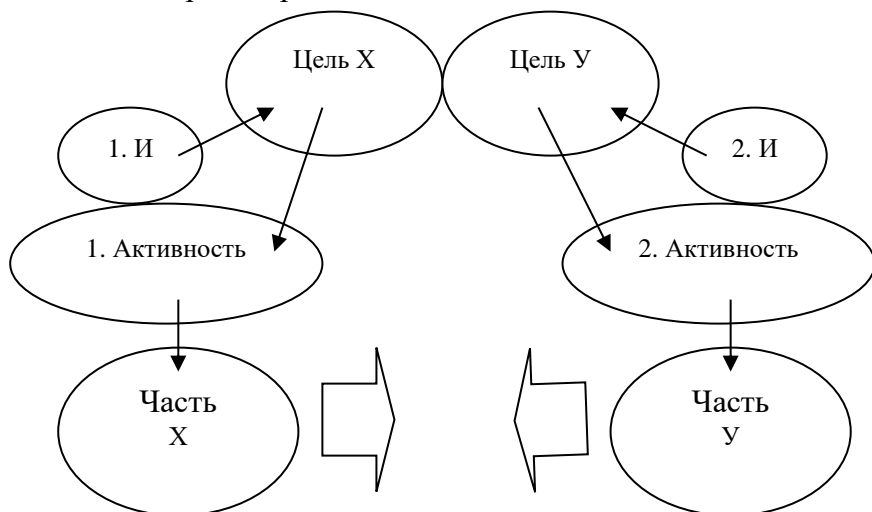 Цель Х
Цель У
1. И
2. И
1. Активность
2. Активность
Часть
Х
Часть
У